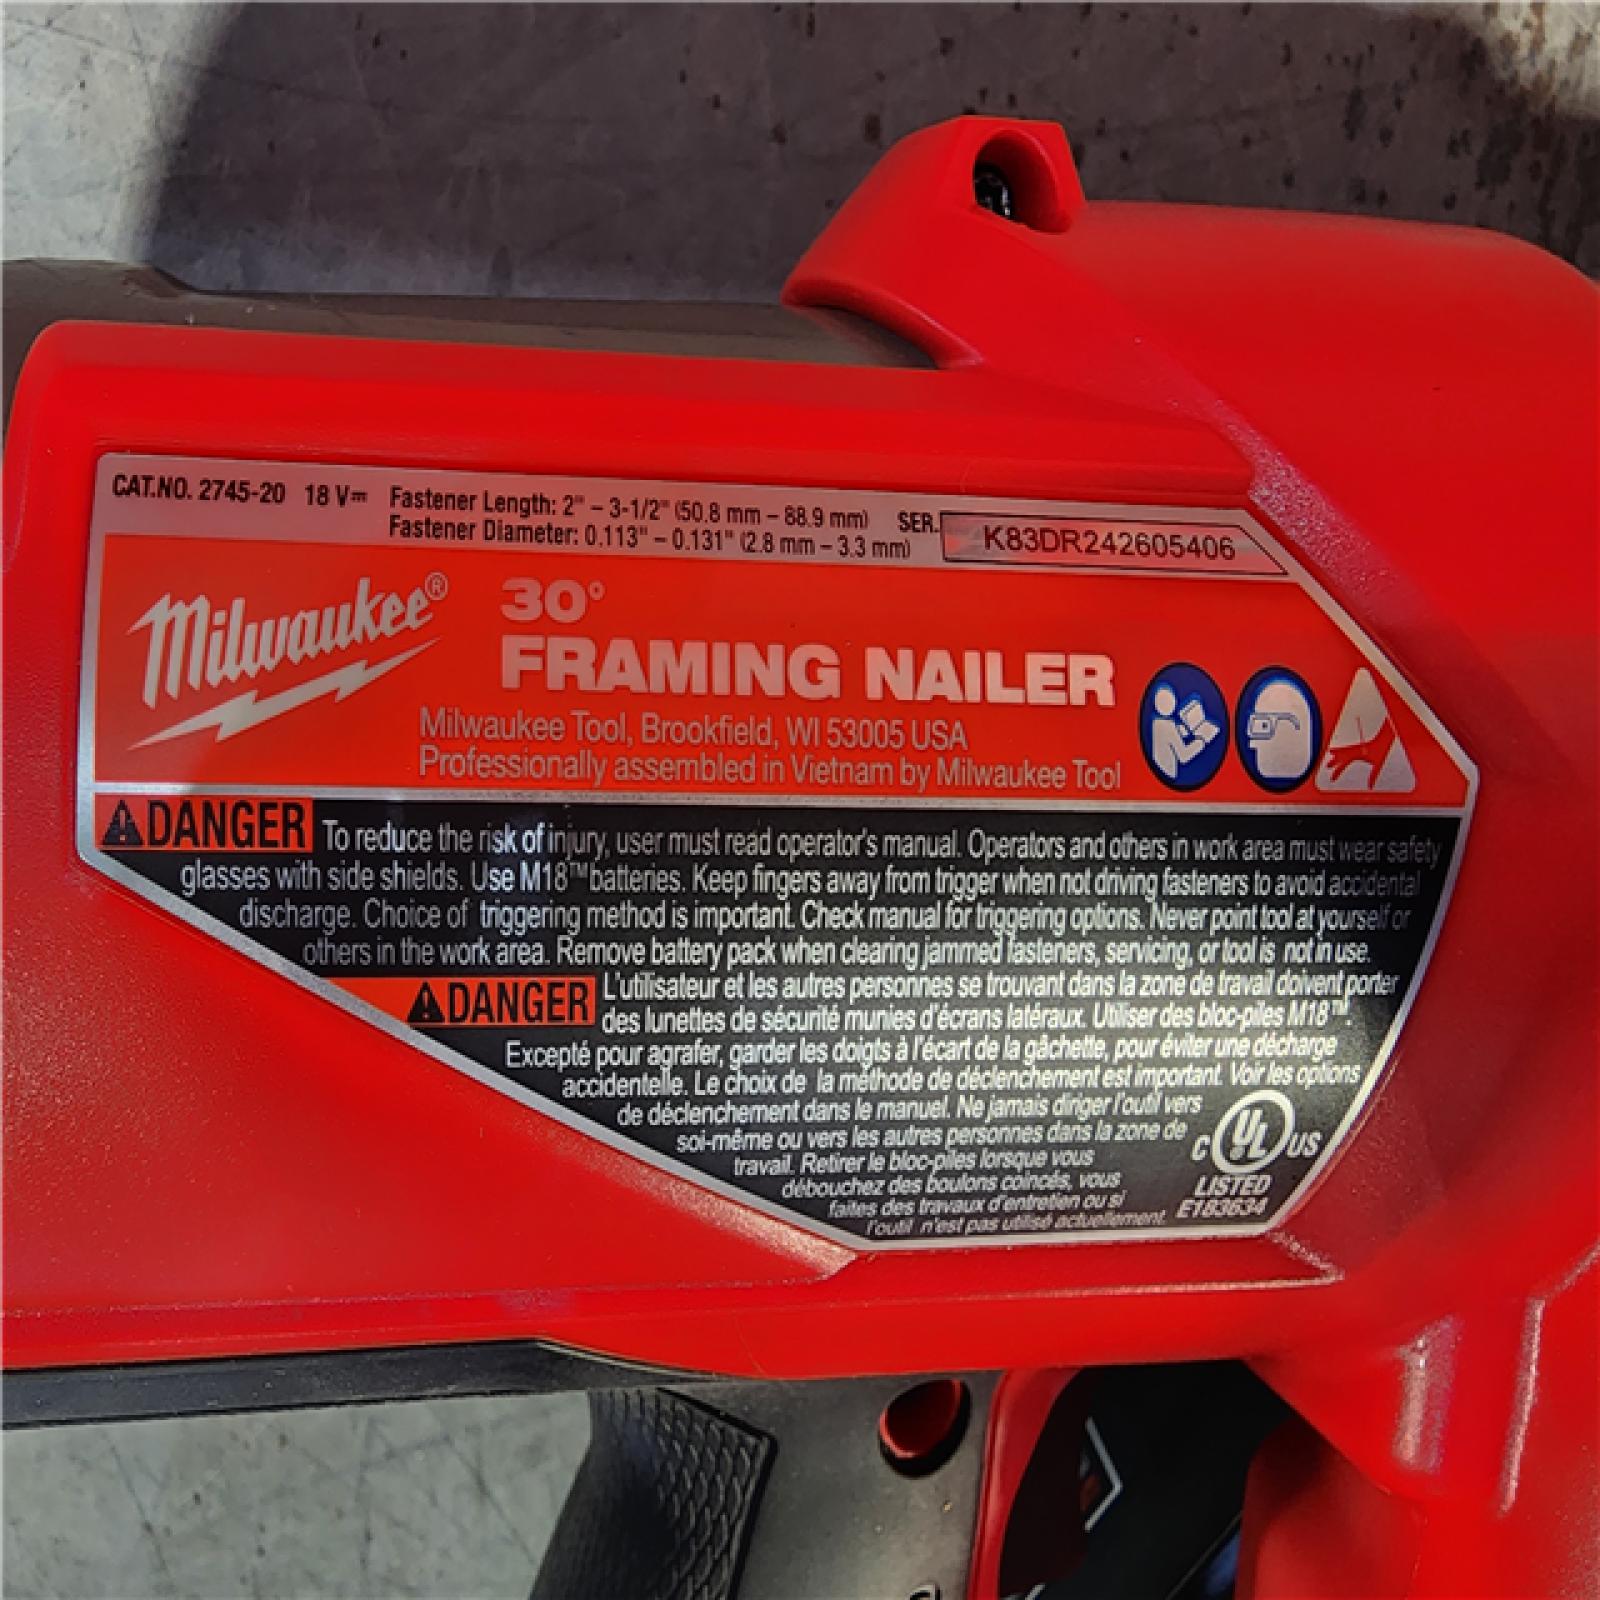 CAT.NO. 2745-20 18 V⎓ Fastener Length: 2" – 3-1/2" (50.8 mm – 88.9 mm) SER. K83DR242605406
Fastener Diameter: 0.113" – 0.131" (2.8 mm – 3.3 mm)
Milwaukee®
30°
FRAMING NAILER
Milwaukee Tool, Brookfield, WI 53005 USA
Professionally assembled in Vietnam by Milwaukee Tool
⚠DANGER To reduce the risk of injury, user must read operator's manual. Operators and others in work area must wear safety
glasses with side shields. Use M18™ batteries. Keep fingers away from trigger when not driving fasteners to avoid accidental
discharge. Choice of triggering method is important. Check manual for triggering options. Never point tool at yourself or
others in the work area. Remove battery pack when clearing jammed fasteners, servicing, or tool is not in use.
⚠DANGER L'utilisateur et les autres personnes se trouvant dans la zone de travail doivent porter
des lunettes de sécurité munies d'écrans latéraux. Utiliser des bloc-piles M18™.
Excepté pour agrafer, garder les doigts à l'écart de la gâchette, pour éviter une décharge
accidentelle. Le choix de la méthode de déclenchement est important. Voir les options
de déclenchement dans le manuel. Ne jamais diriger l'outil vers
soi-même ou vers les autres personnes dans la zone de
travail. Retirer le bloc-piles lorsque vous
débouchez des boulons coincés, vous
faites des travaux d'entretien ou si
l'outil n'est pas utilisé actuellement.
C UL US
LISTED
E183634